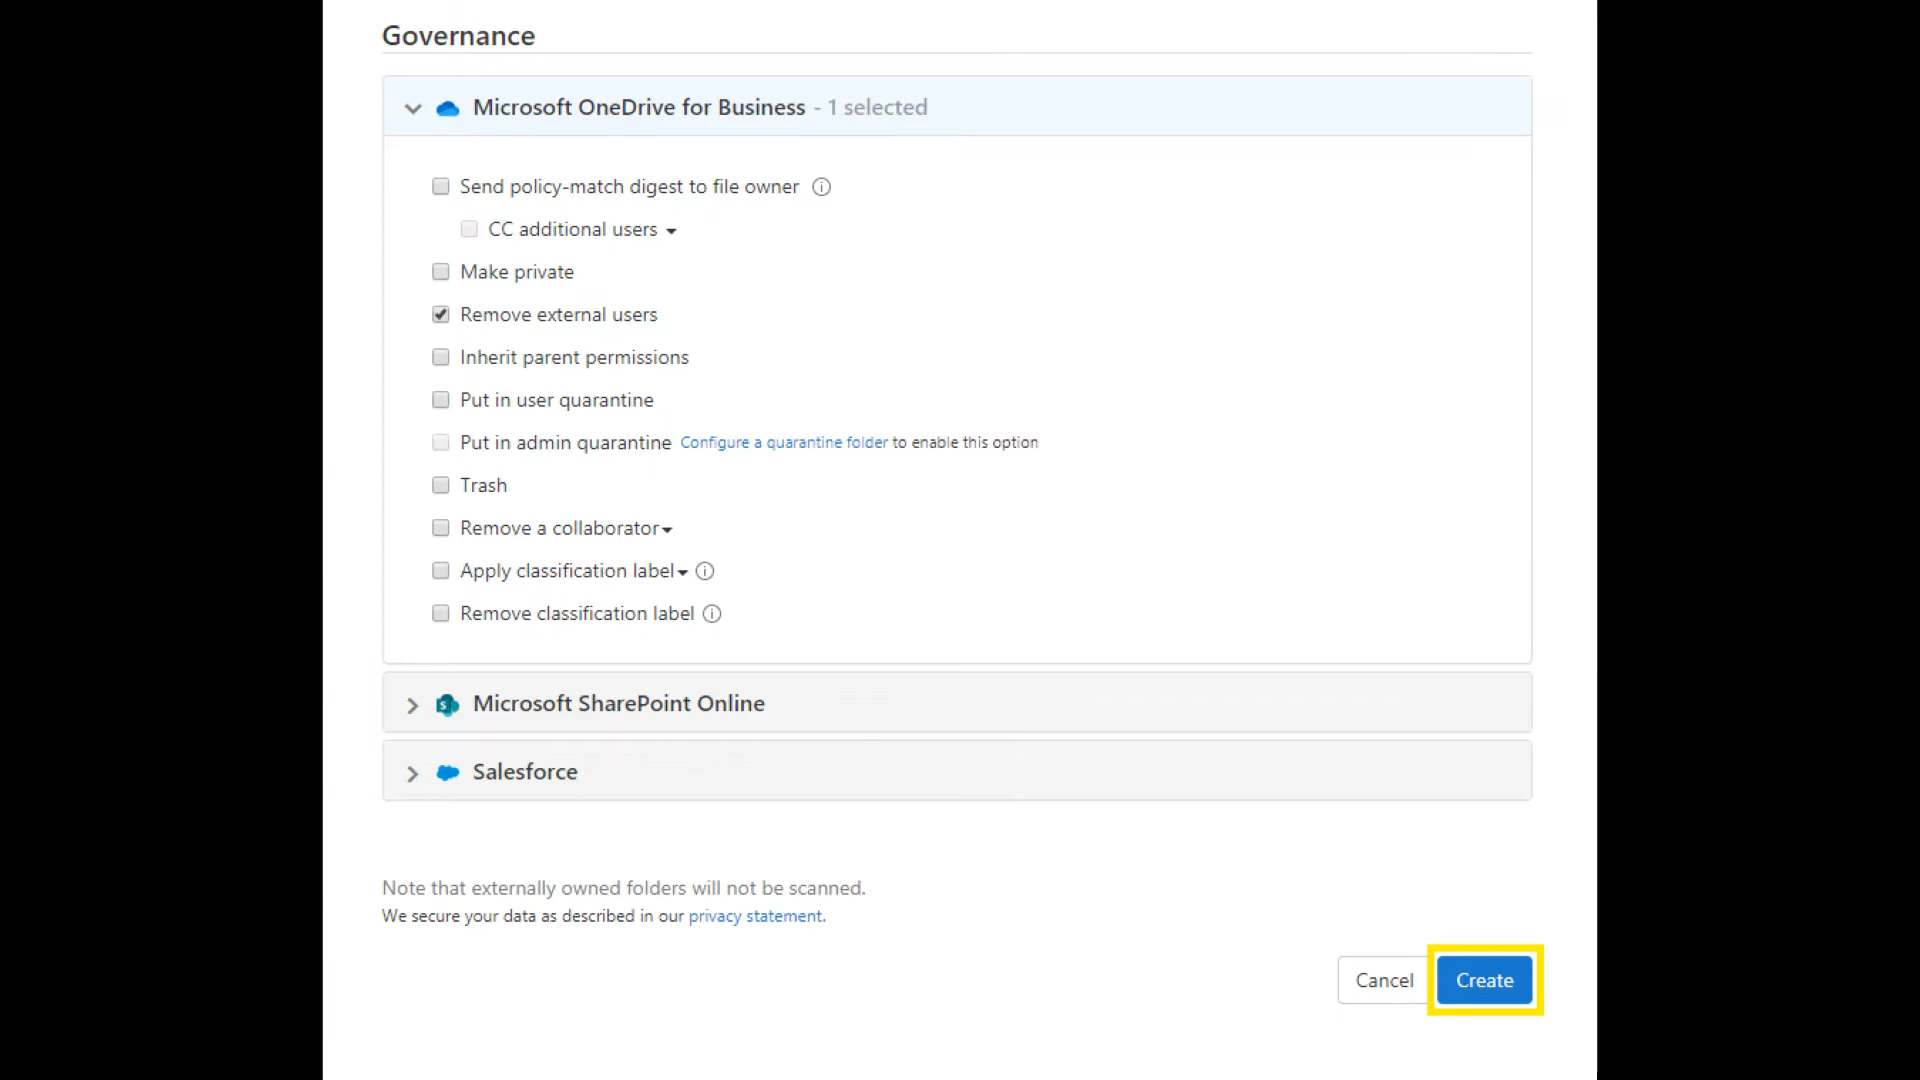 Governance
Microsoft OneDrive for Business - 1 selected
Send policy-match digest to file owner
CC additional users
Make private
Remove external users
Inherit parent permissions
Put in user quarantine
Put in admin quarantine Configure a quarantine folder to enable this option
Trash
Remove a collaborator
Apply classification label
Remove classification label
Microsoft SharePoint Online
Salesforce
Note that externally owned folders will not be scanned.
We secure your data as described in our privacy statement.
Cancel Create